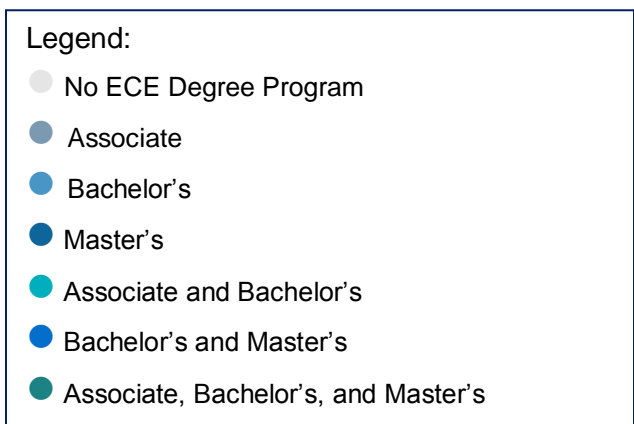 Legend:
No ECE Degree Program
Associate
Bachelor’s
Master’s
Associate and Bachelor’s
Bachelor’s and Master’s
Associate, Bachelor’s, and Master’s